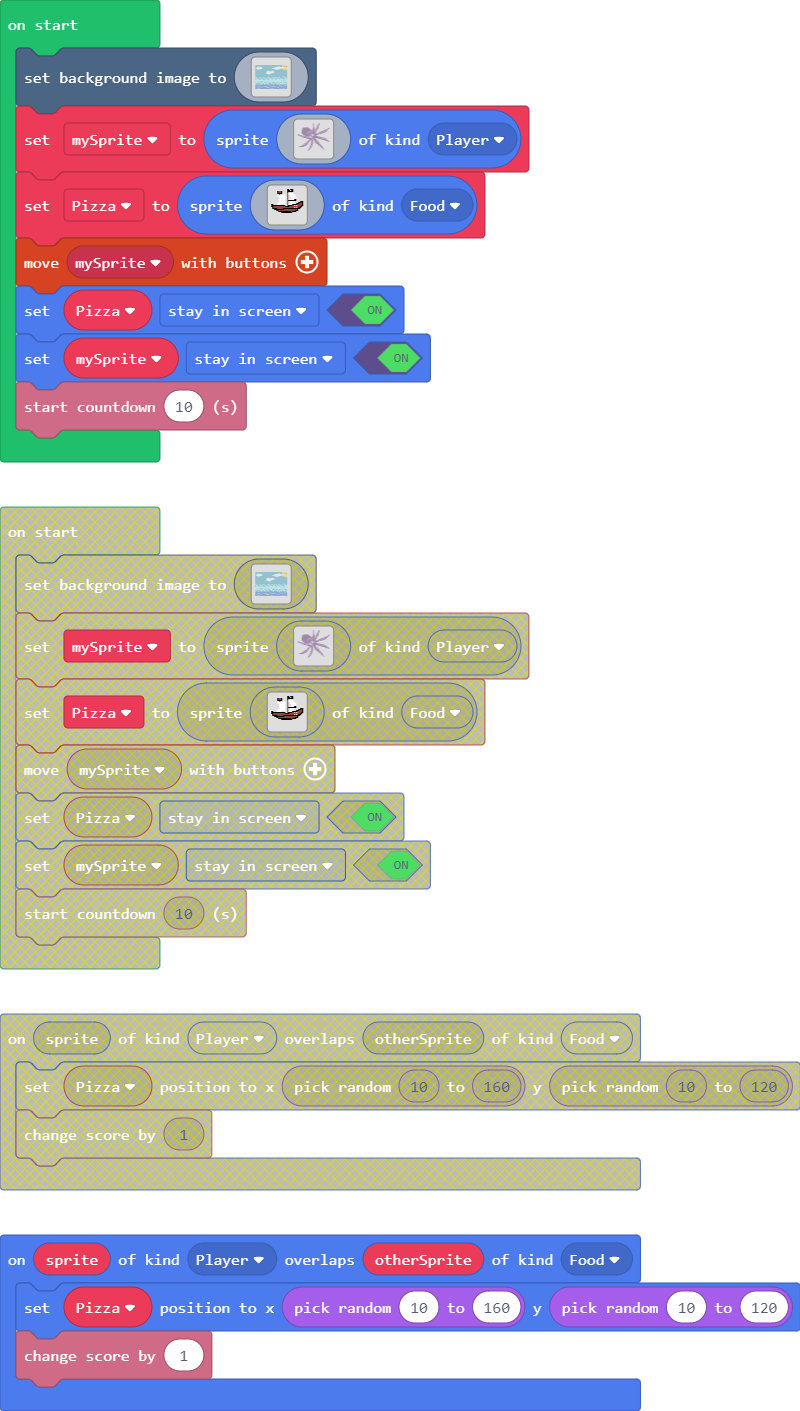 on start
set background image to
set mySprite to sprite of kind Player
set Pizza to sprite of kind Food
move mySprite with buttons
set Pizza stay in screen ON
set mySprite stay in screen ON
start countdown 10 (s)
on start
set background image to
set mySprite to sprite of kind Player
set Pizza to sprite of kind Food
move mySprite with buttons
set Pizza stay in screen ON
set mySprite stay in screen ON
start countdown 10 (s)
on sprite of kind Player overlaps otherSprite of kind Food
set Pizza position to x pick random 10 to 160 y pick random 10 to 120
change score by 1
on sprite of kind Player overlaps otherSprite of kind Food
set Pizza position to x pick random 10 to 160 y pick random 10 to 120
change score by 1